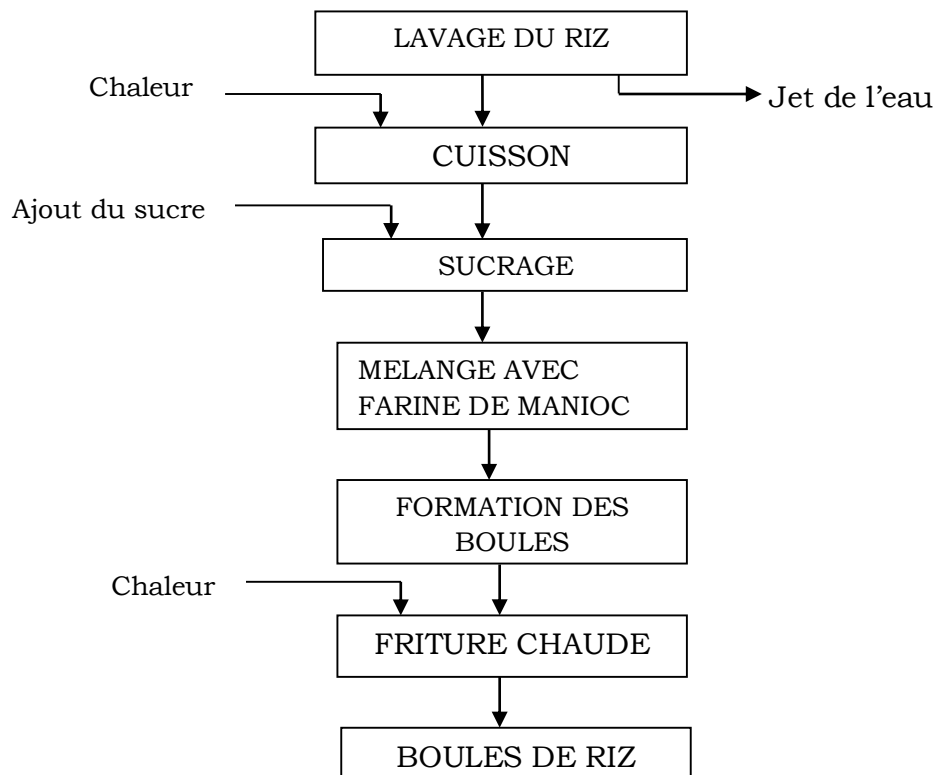 LAVAGE DU RIZ
Chaleur
Jet de l’eau
CUISSON
Ajout du sucre
SUCRAGE
MELANGE AVEC
FARINE DE MANIOC
FORMATION DES
BOULES
Chaleur
FRITURE CHAUDE
BOULES DE RIZ